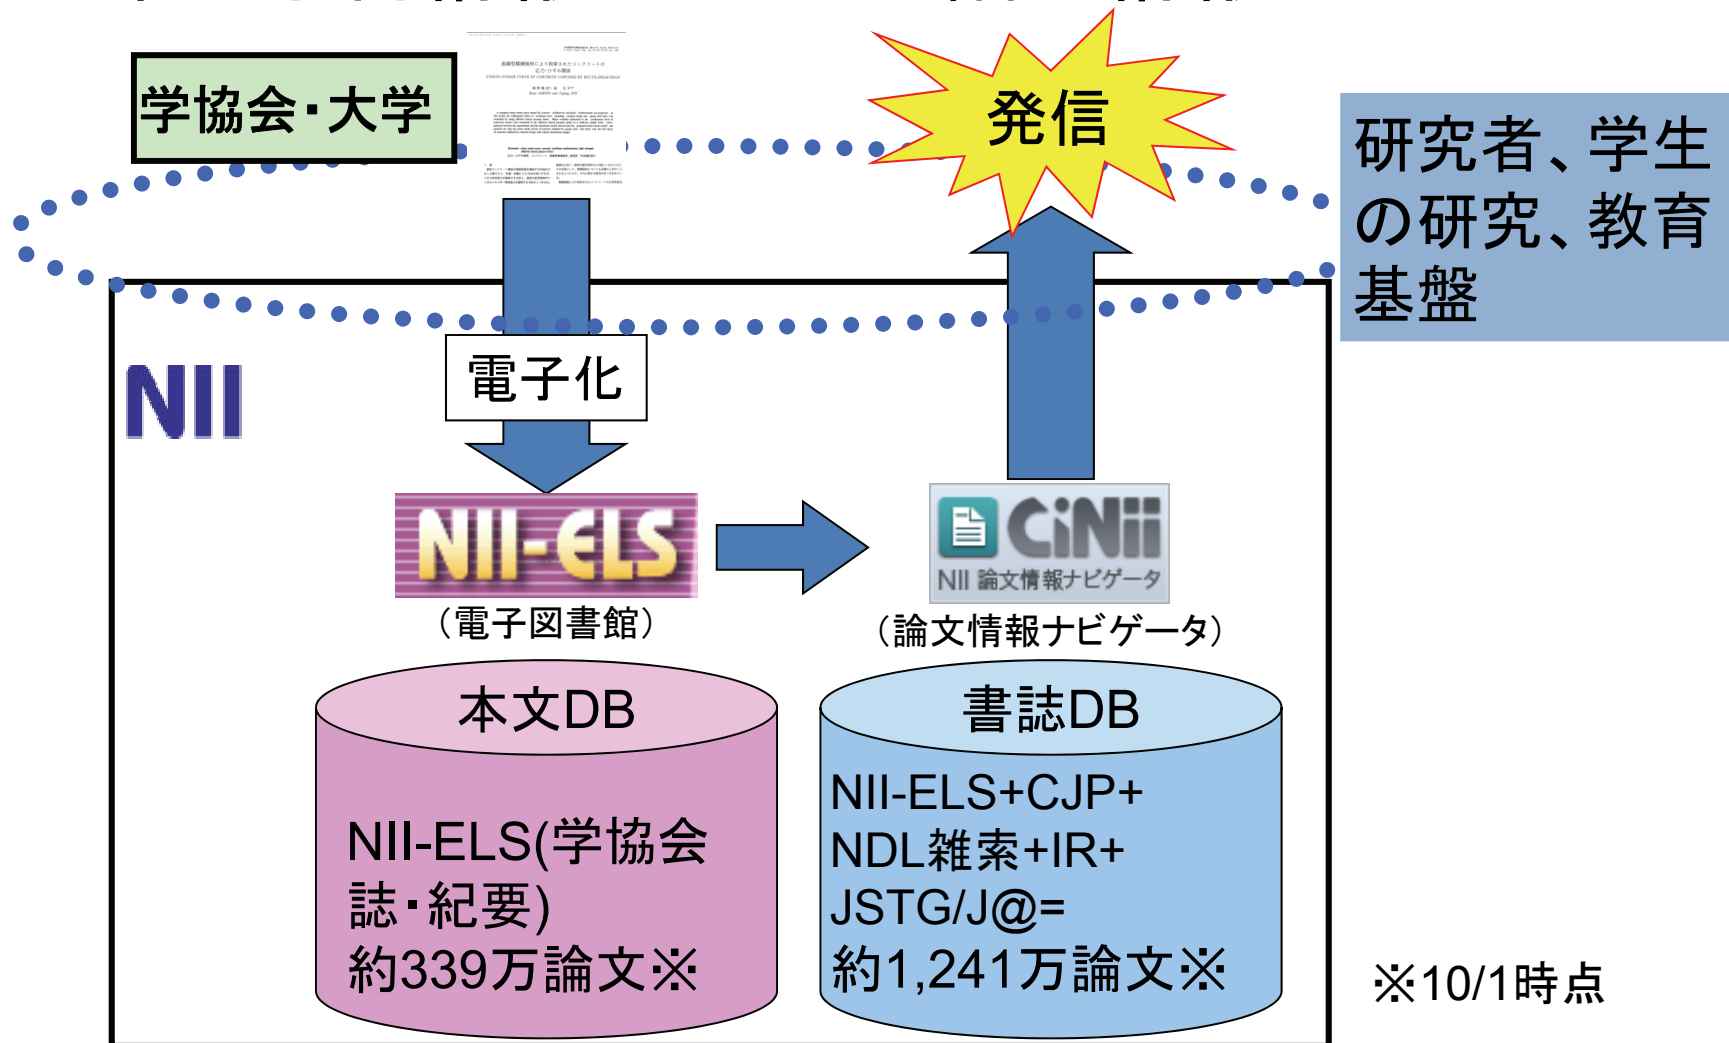 学協会・大学
発信
研究者、学生
の研究、教育
基盤
電子化
NII
NII-ELS
(電子図書館)
CiNii
NII 論文情報ナビゲータ
(論文情報ナビゲータ)
本文DB
NII-ELS(学協会
誌・紀要)
約339万論文※
書誌DB
NII-ELS+CJP+
NDL雑索+IR+
JSTG/J@=
約1,241万論文※
※10/1時点